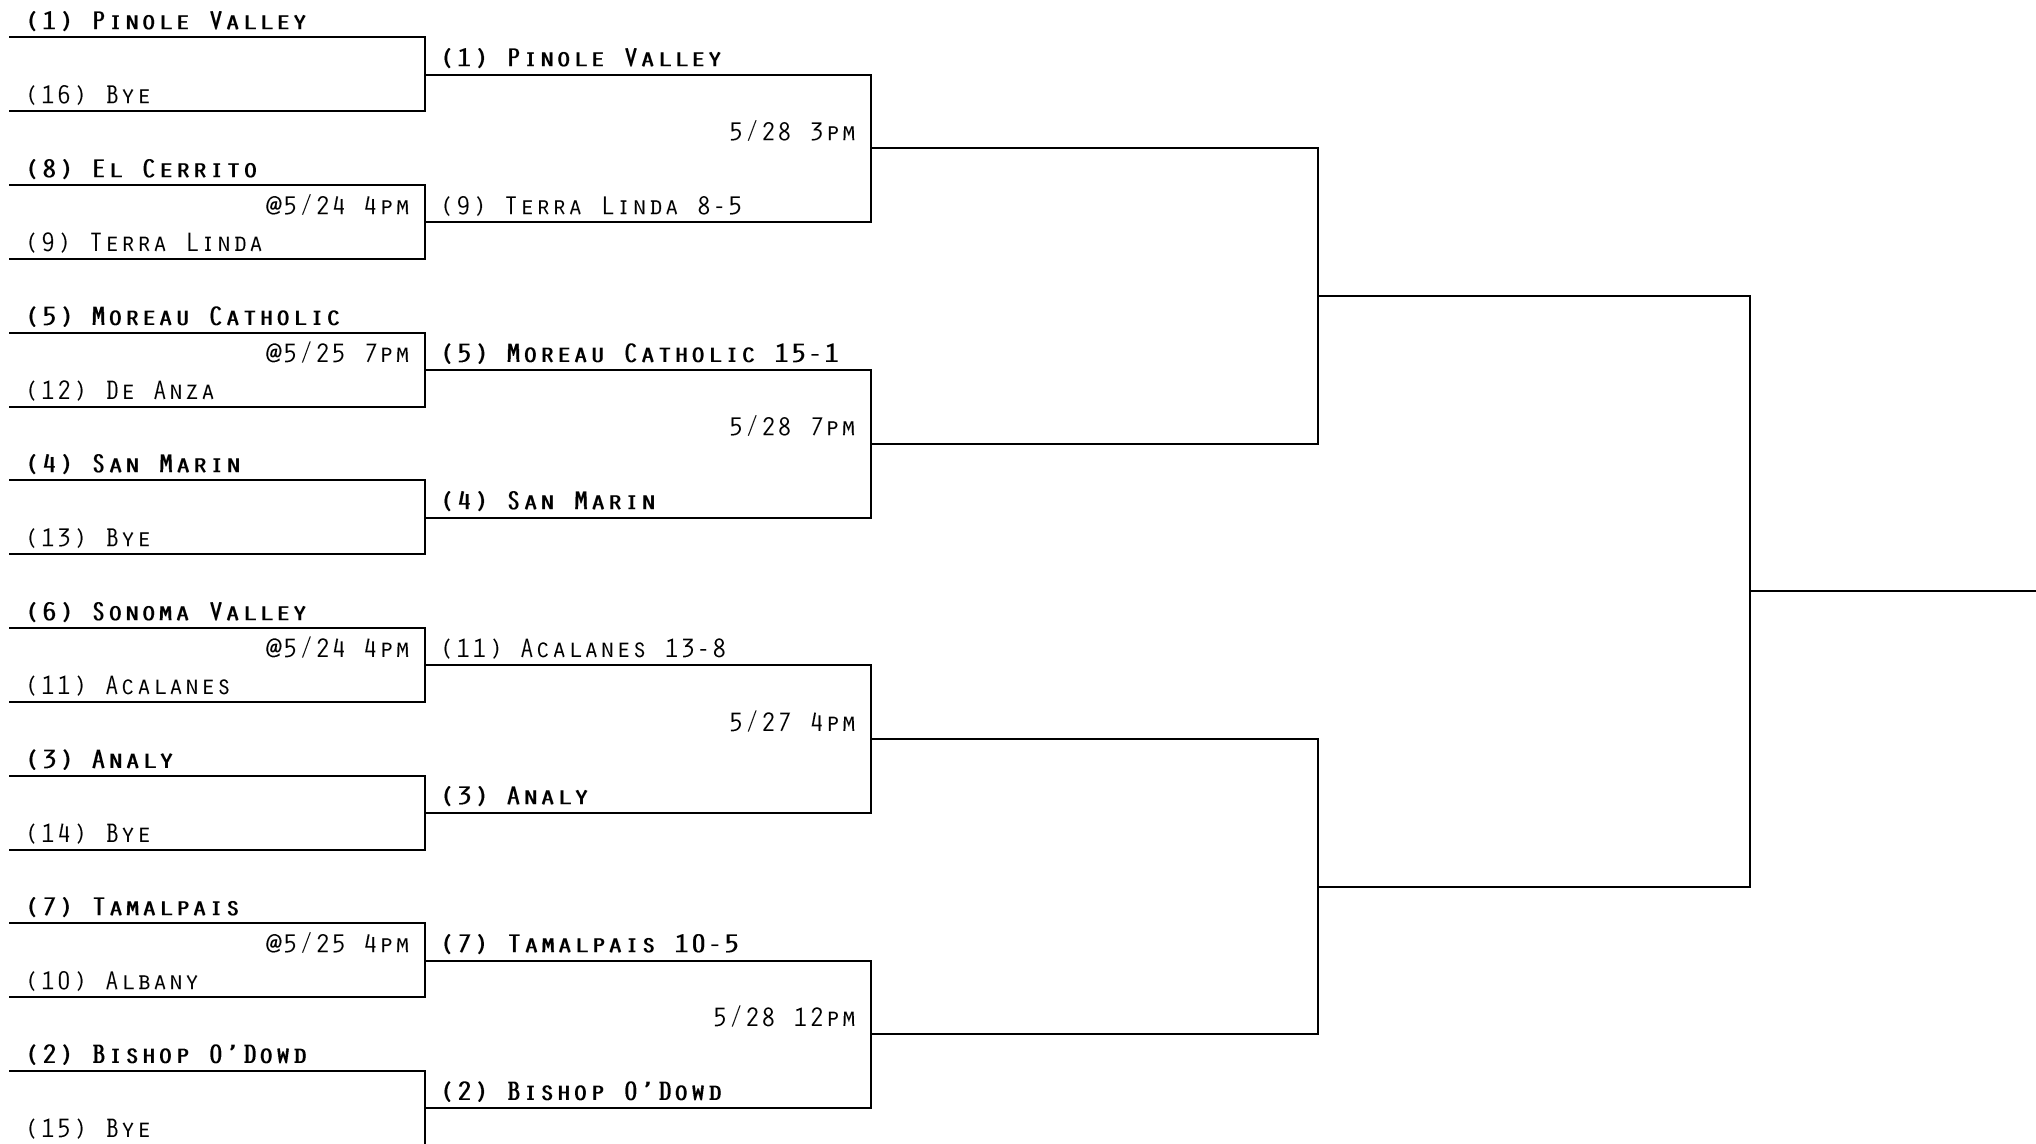 (1) Pinole Valley
(16) Bye
(8) El Cerrito
@5/24 4pm
(9) Terra Linda
(5) Moreau Catholic
@5/25 7pm
(12) De Anza
(4) San Marin
(13) Bye
(6) Sonoma Valley
@5/24 4pm
(11) Acalanes
(3) Analy
(14) Bye
(7) Tamalpais
@5/25 4pm
(10) Albany
(2) Bishop O'Dowd
(15) Bye
(1) Pinole Valley
5/28 3pm
(9) Terra Linda 8-5
(5) Moreau Catholic 15-1
5/28 7pm
(4) San Marin
(11) Acalanes 13-8
5/27 4pm
(3) Analy
(7) Tamalpais 10-5
5/28 12pm
(2) Bishop O'Dowd